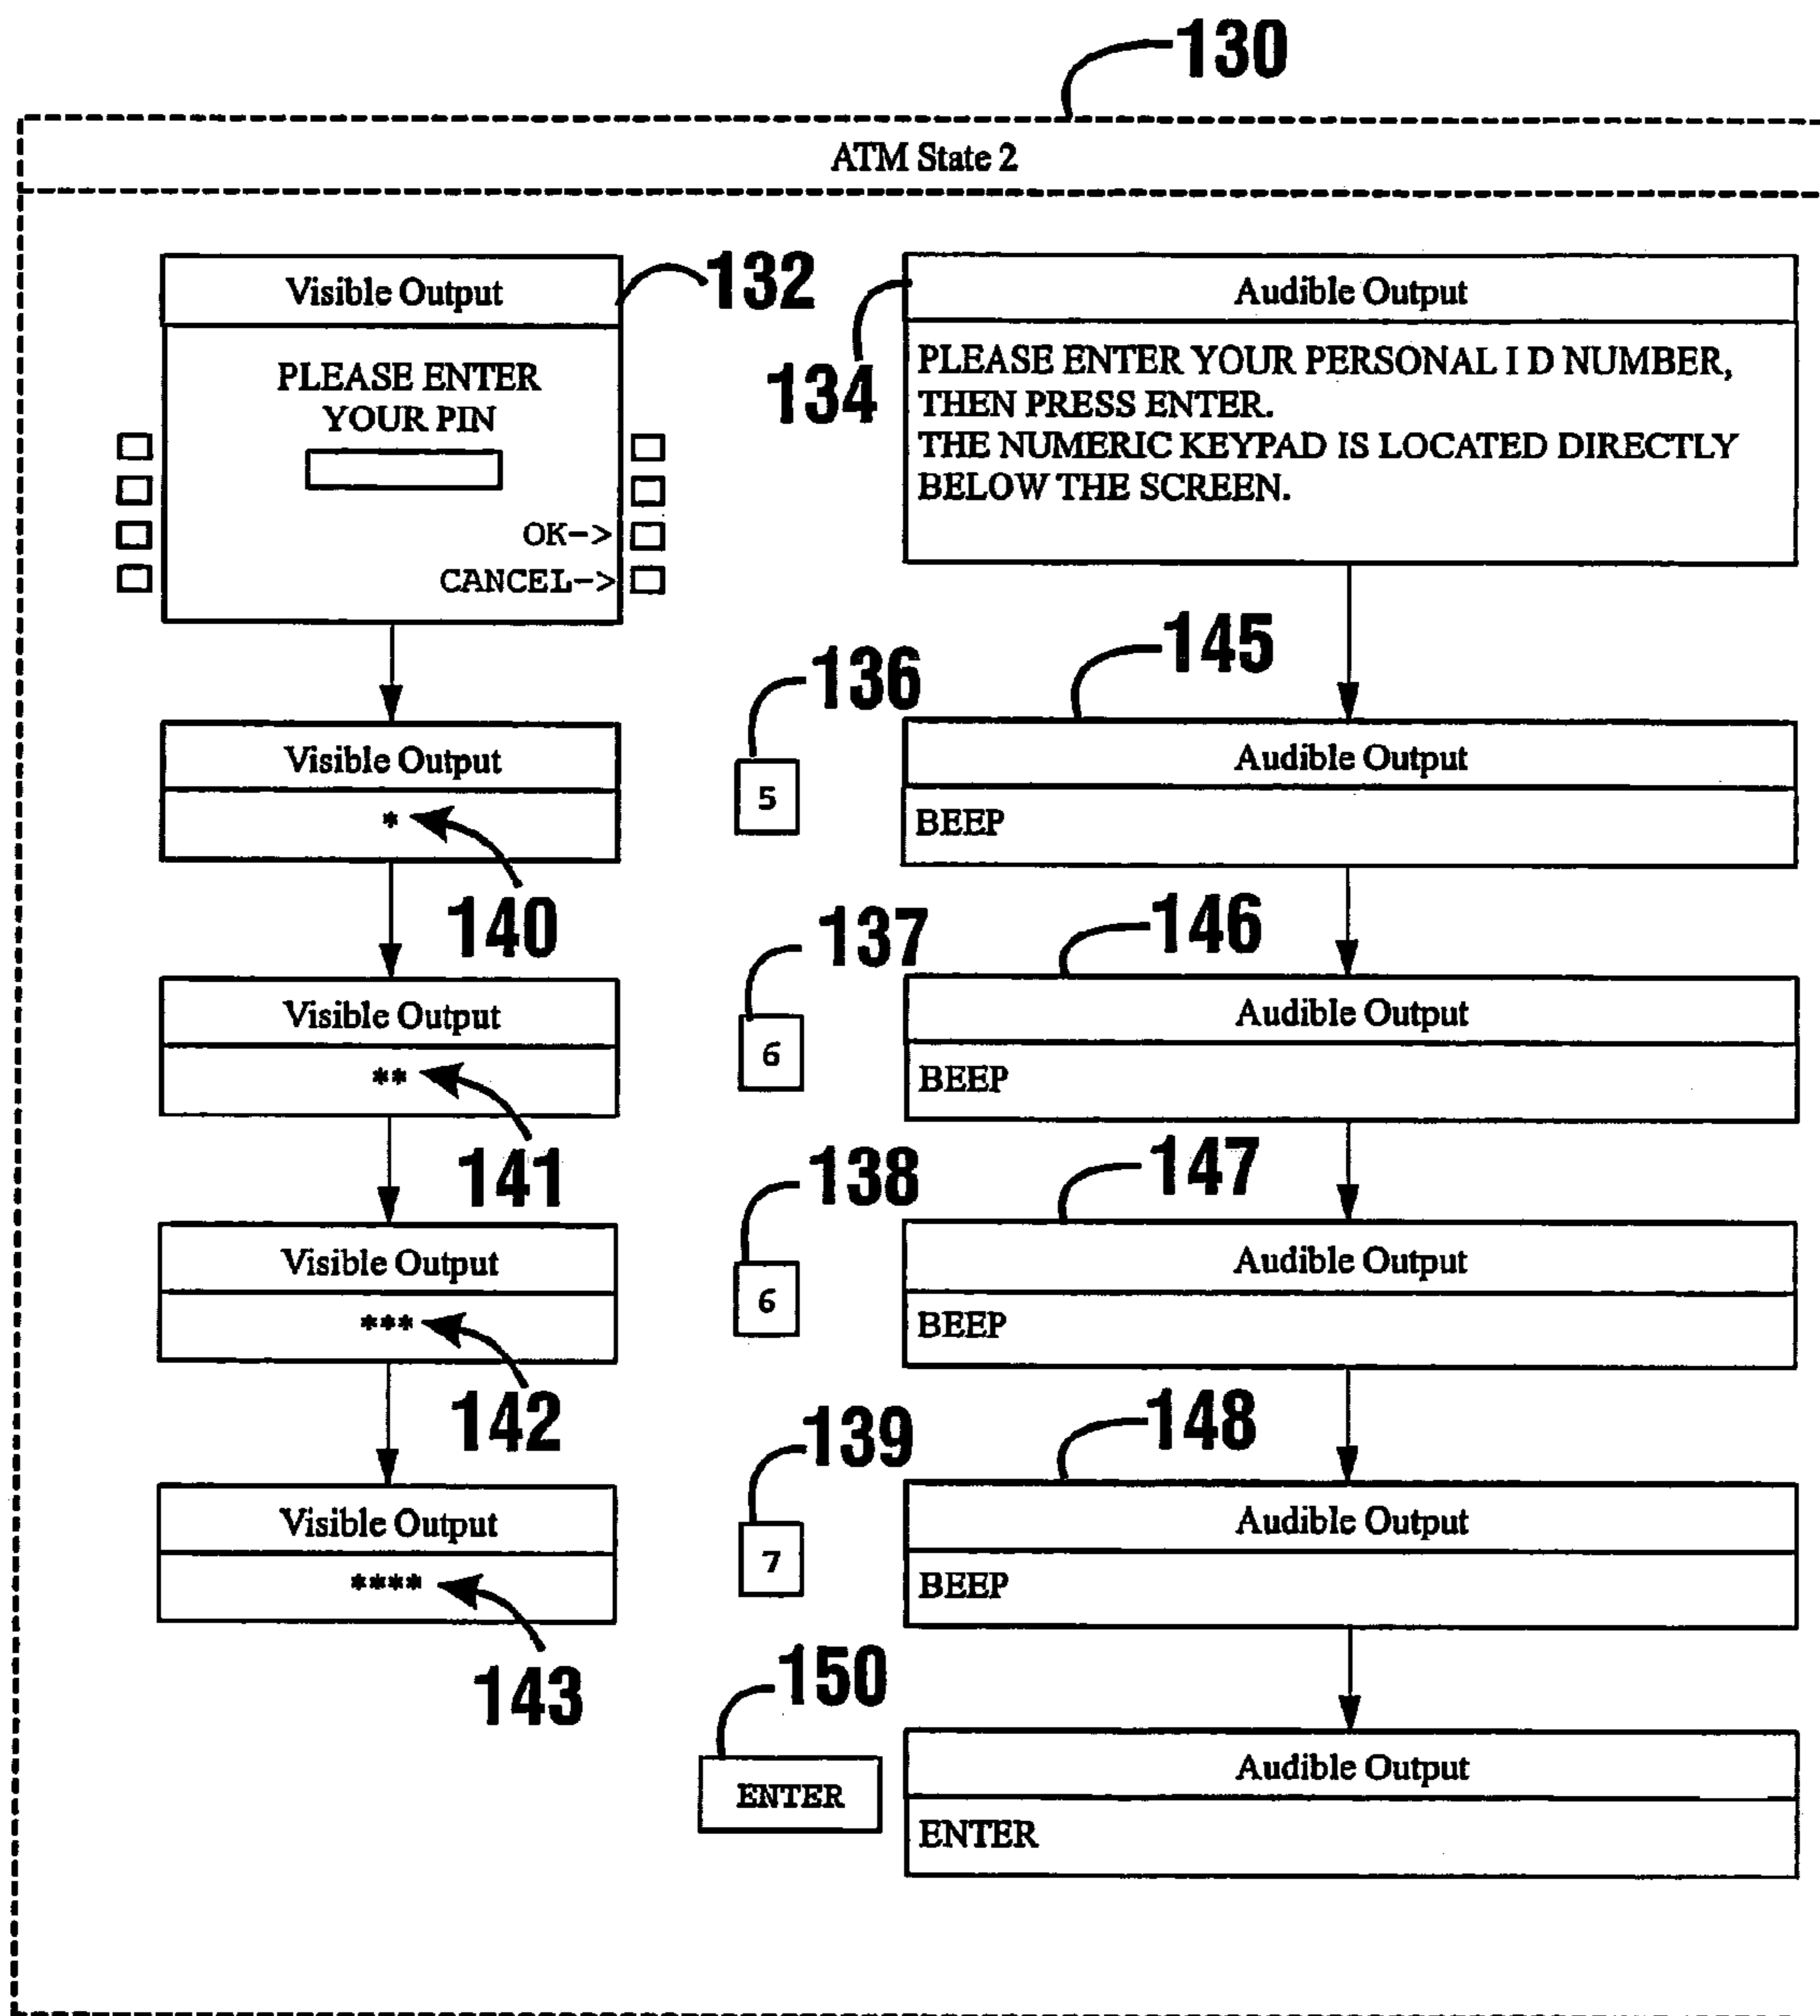 130
ATM State 2
Visible Output
132
PLEASE ENTER
YOUR PIN
OK->
CANCEL->
Audible Output
134
PLEASE ENTER YOUR PERSONAL I D NUMBER,
THEN PRESS ENTER.
THE NUMERIC KEYPAD IS LOCATED DIRECTLY
BELOW THE SCREEN.
Visible Output
*
140
136
5
145
Audible Output
BEEP
Visible Output
**
141
137
6
146
Audible Output
BEEP
Visible Output
***
142
138
6
147
Audible Output
BEEP
Visible Output
****
143
139
7
148
Audible Output
BEEP
150
ENTER
Audible Output
ENTER